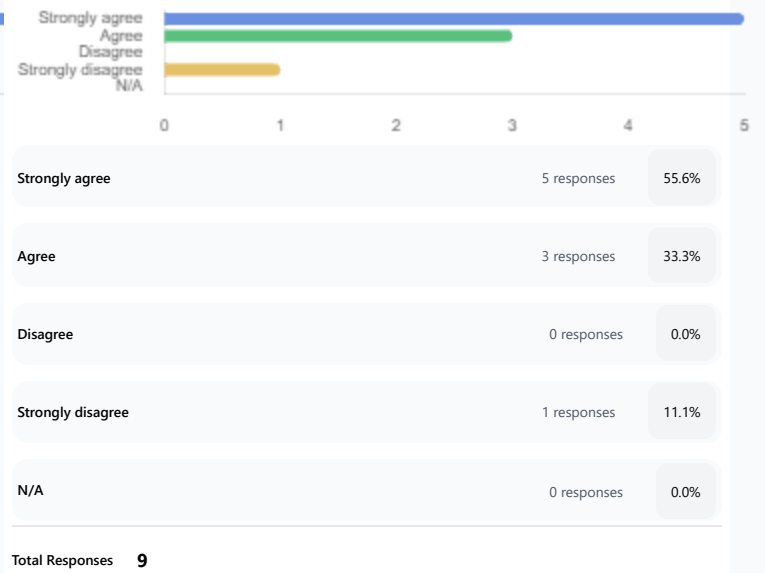 Strongly agree
Agree
Disagree
Strongly disagree
N/A
0 1 2 3 4 5
Strongly agree 5 responses 55.6%
Agree 3 responses 33.3%
Disagree 0 responses 0.0%
Strongly disagree 1 responses 11.1%
N/A 0 responses 0.0%
Total Responses 9